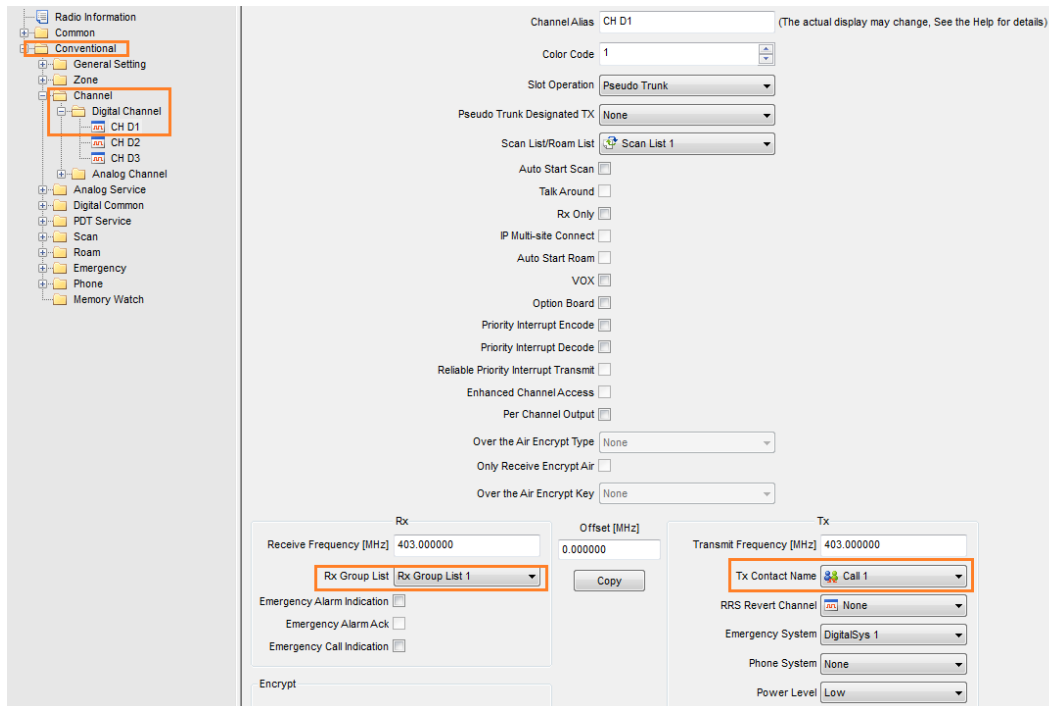 Radio Information
Common
Conventional
General Setting
Zone
Channel
Digital Channel
CH D1
CH D2
CH D3
Analog Channel
Analog Service
Digital Common
PDT Service
Scan
Roam
Emergency
Phone
Memory Watch
Channel Alias CH D1 (The actual display may change, See the Help for details)
Color Code 1
Slot Operation Pseudo Trunk
Pseudo Trunk Designated TX None
Scan List/Roam List Scan List 1
Auto Start Scan
Talk Around
Rx Only
IP Multi-site Connect
Auto Start Roam
VOX
Option Board
Priority Interrupt Encode
Priority Interrupt Decode
Reliable Priority Interrupt Transmit
Enhanced Channel Access
Per Channel Output
Over the Air Encrypt Type None
Only Receive Encrypt Air
Over the Air Encrypt Key None
Rx
Receive Frequency [MHz] 403.000000
Rx Group List Rx Group List 1
Emergency Alarm Indication
Emergency Alarm Ack
Emergency Call Indication
Encrypt
Offset [MHz]
0.000000
Copy
Tx
Transmit Frequency [MHz] 403.000000
Tx Contact Name Call 1
RRS Revert Channel None
Emergency System DigitalSys 1
Phone System None
Power Level Low